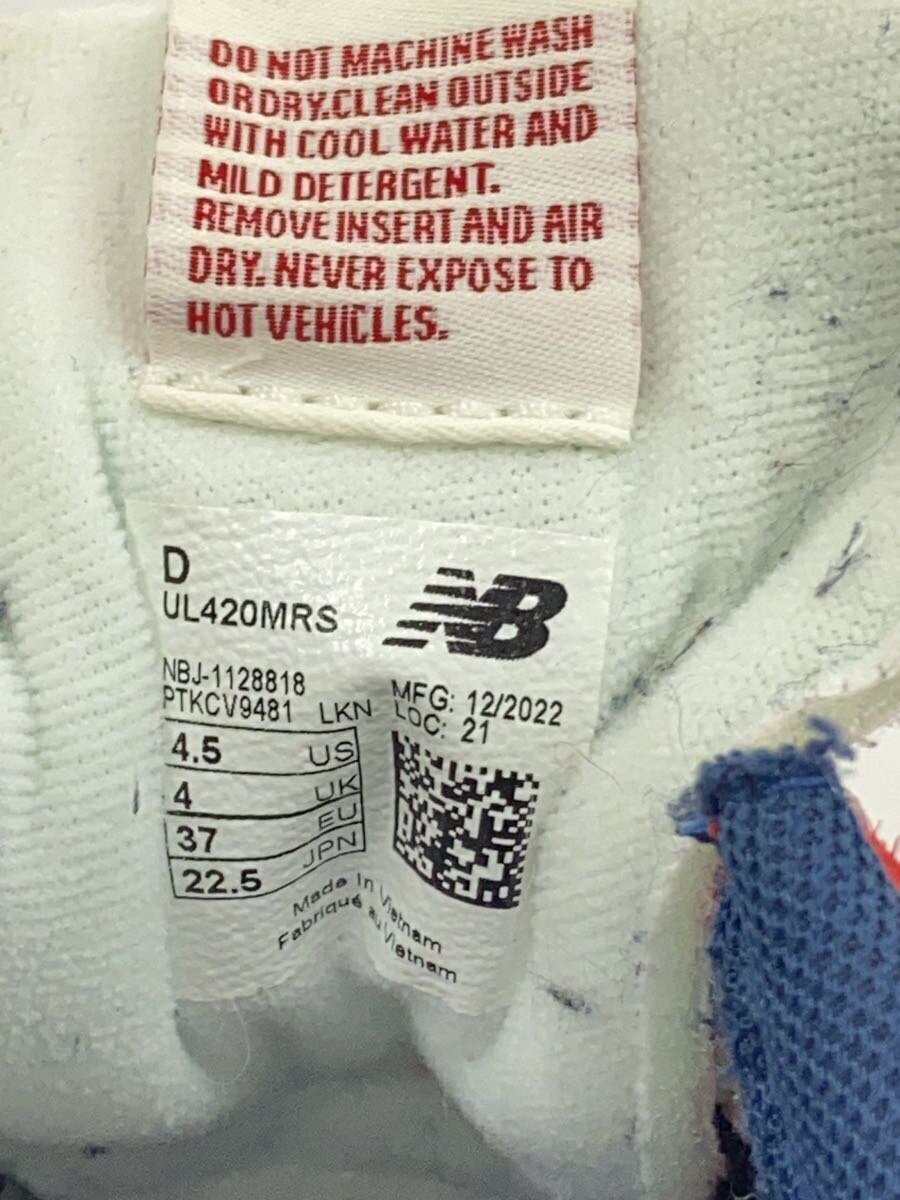 DO NOT MACHINE WASH
OR DRY.CLEAN OUTSIDE
WITH COOL WATER AND
MILD DETERGENT.
REMOVE INSERT AND AIR
DRY. NEVER EXPOSE TO
HOT VEHICLES.
D
UL420MRS
NB
NBJ-1128818
PTKCV9481 LKN
MFG: 12/2022
LOC: 21
4.5 US
4 UK
37 EU
22.5 JPN
Made In Vietnam
Fabriqué au Vietnam